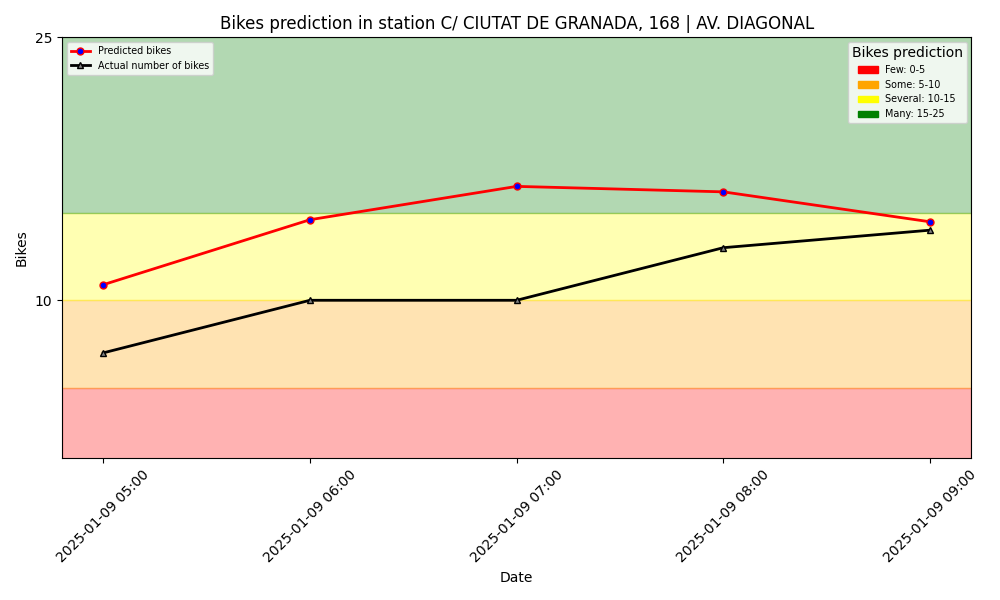 Bikes prediction in station C/ CIUTAT DE GRANADA, 168 | AV. DIAGONAL
25
10
Bikes
Predicted bikes
Actual number of bikes
Bikes prediction
Few: 0-5
Some: 5-10
Several: 10-15
Many: 15-25
2025-01-09 05:00
2025-01-09 06:00
2025-01-09 07:00
2025-01-09 08:00
2025-01-09 09:00
Date